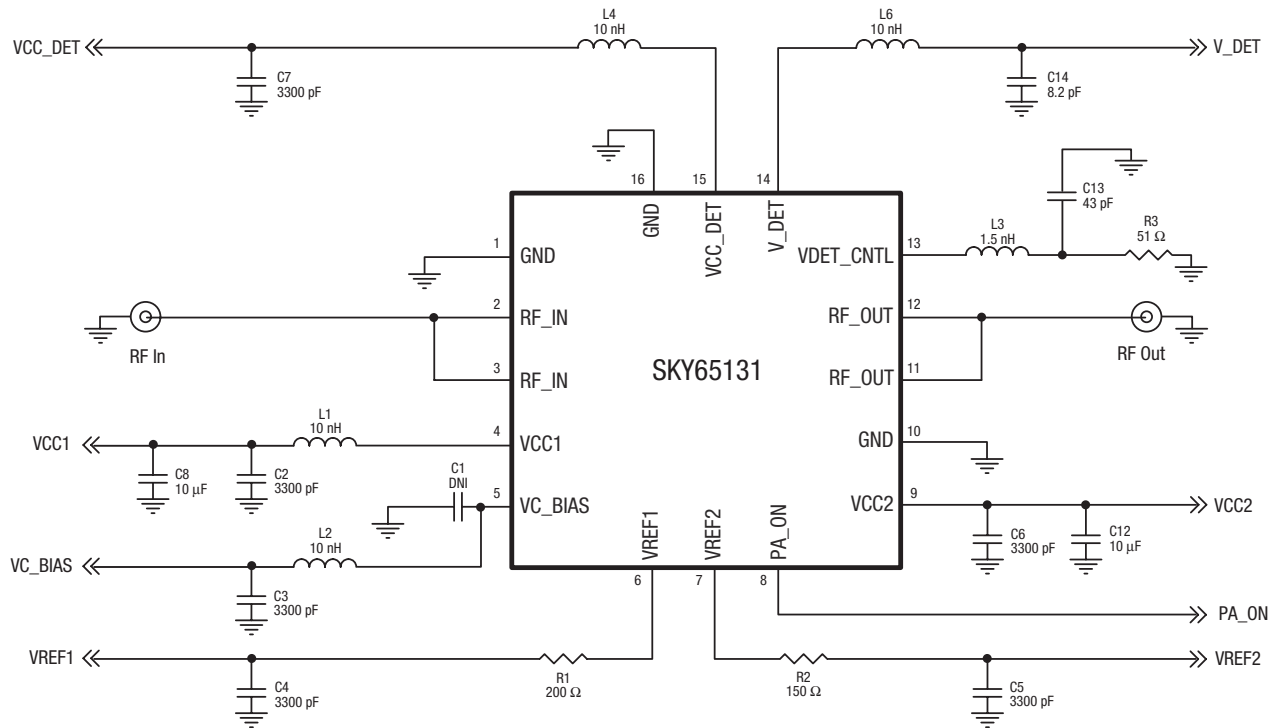 L4
10 nH
L6
10 nH
VCC_DET
V_DET
C7
3300 pF
C14
8.2 pF
16
15
14
C13
43 pF
GND
VCC_DET
V_DET
L3
1.5 nH
R3
51 Ω
1
GND
VDET_CNTL
13
2
RF_IN
RF_OUT
12
RF In
RF Out
3
RF_IN
SKY65131
RF_OUT
11
L1
10 nH
VCC1
4
VCC1
GND
10
C8
10 µF
C2
3300 pF
C1
DNI
5
VC_BIAS
VCC2
9
VCC2
C6
3300 pF
C12
10 µF
L2
10 nH
VC_BIAS
VREF1
VREF2
PA_ON
6
7
8
C3
3300 pF
PA_ON
VREF1
R1
200 Ω
R2
150 Ω
VREF2
C4
3300 pF
C5
3300 pF